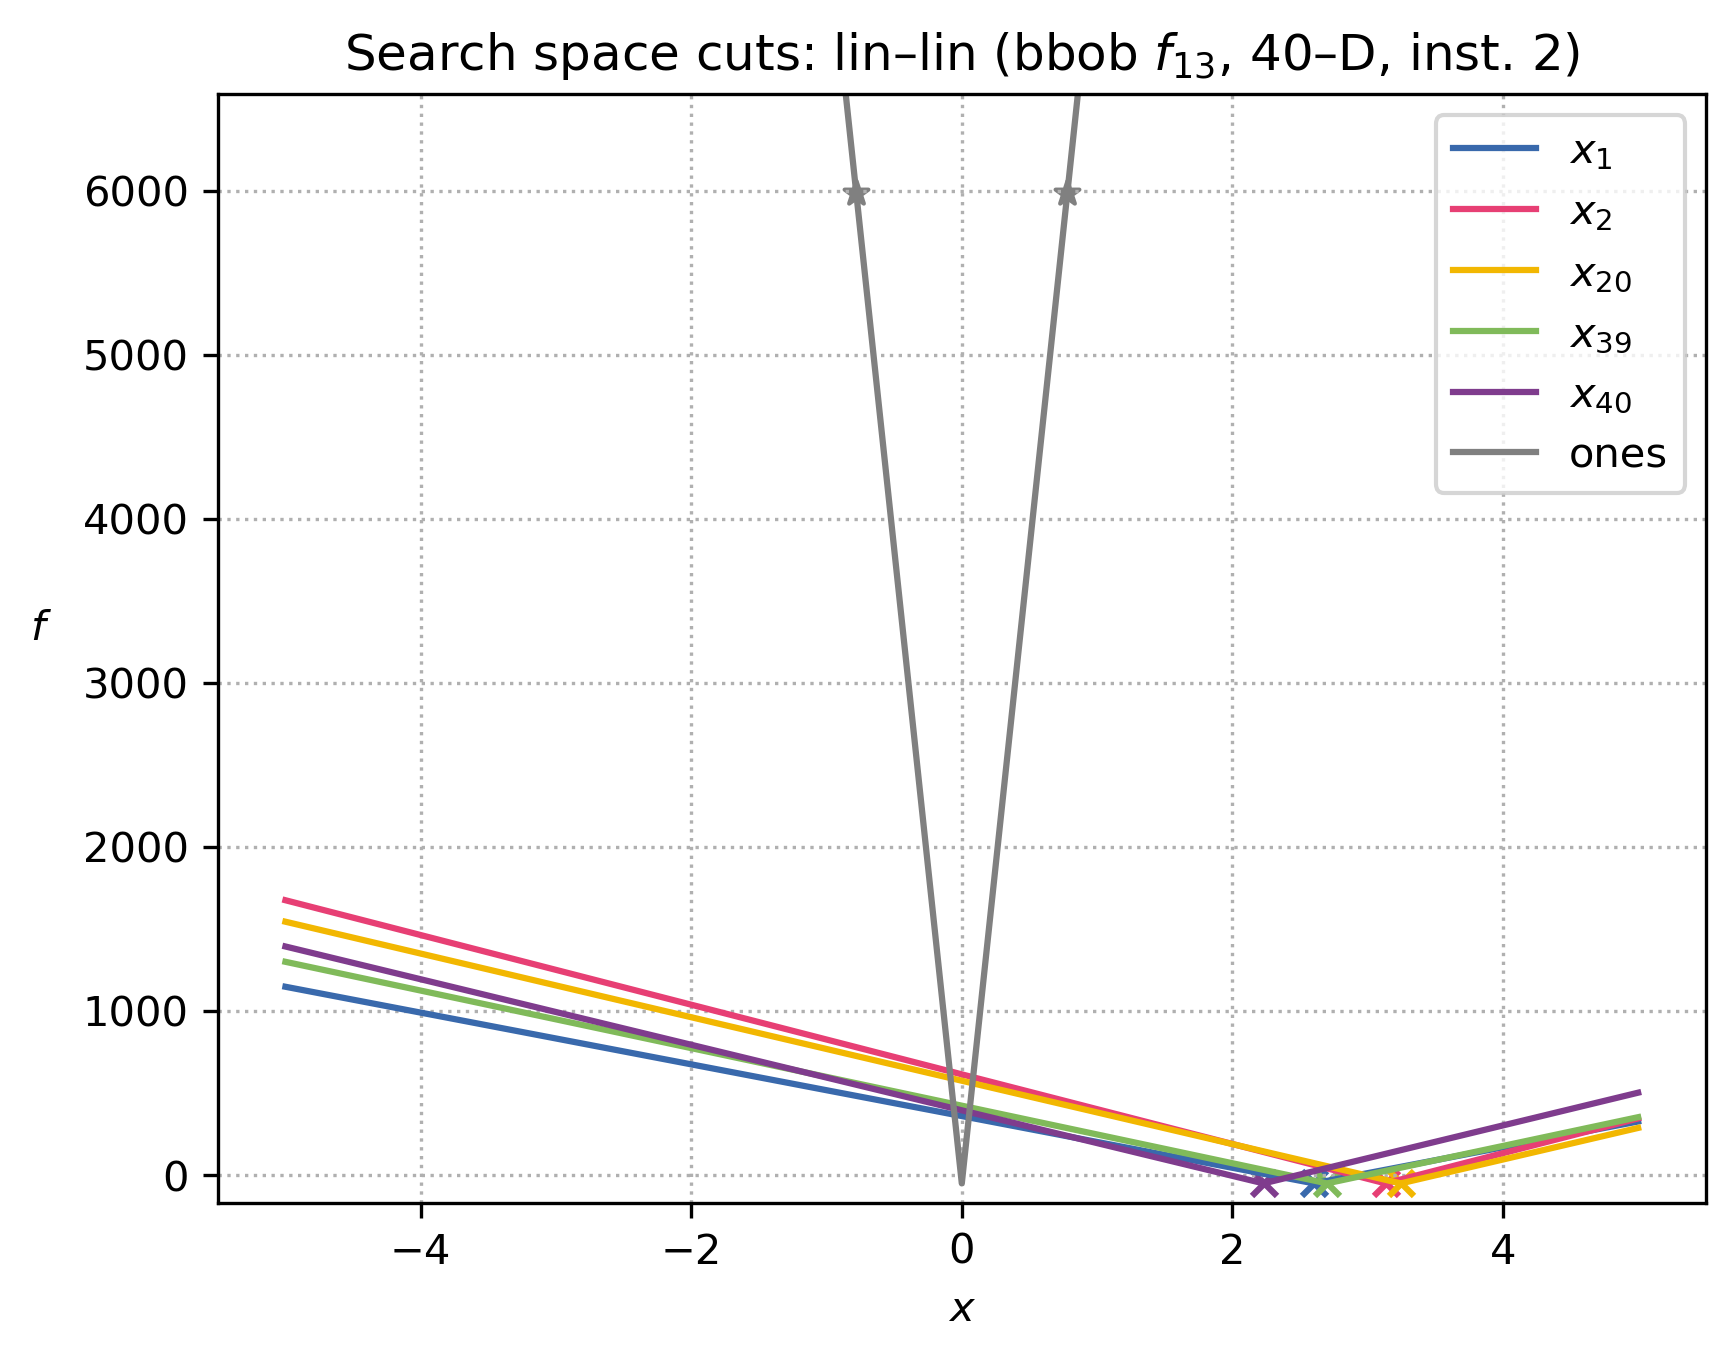 Search space cuts: lin–lin (bbob f13, 40–D, inst. 2)
6000
5000
4000
3000
2000
1000
0
f
−4
−2
0
2
4
x
x1
x2
x20
x39
x40
ones